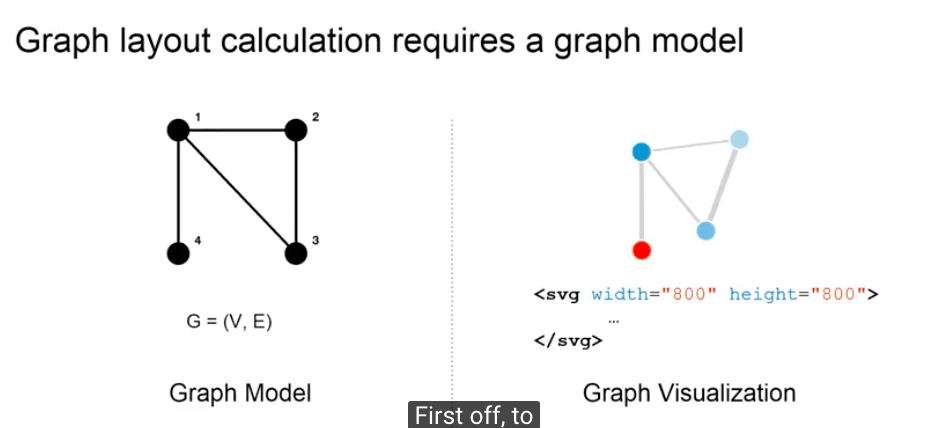 Graph layout calculation requires a graph model
1
2
4
3
G = (V, E)
Graph Model
<svg width="800" height="800">
...
</svg>
Graph Visualization
First off, to